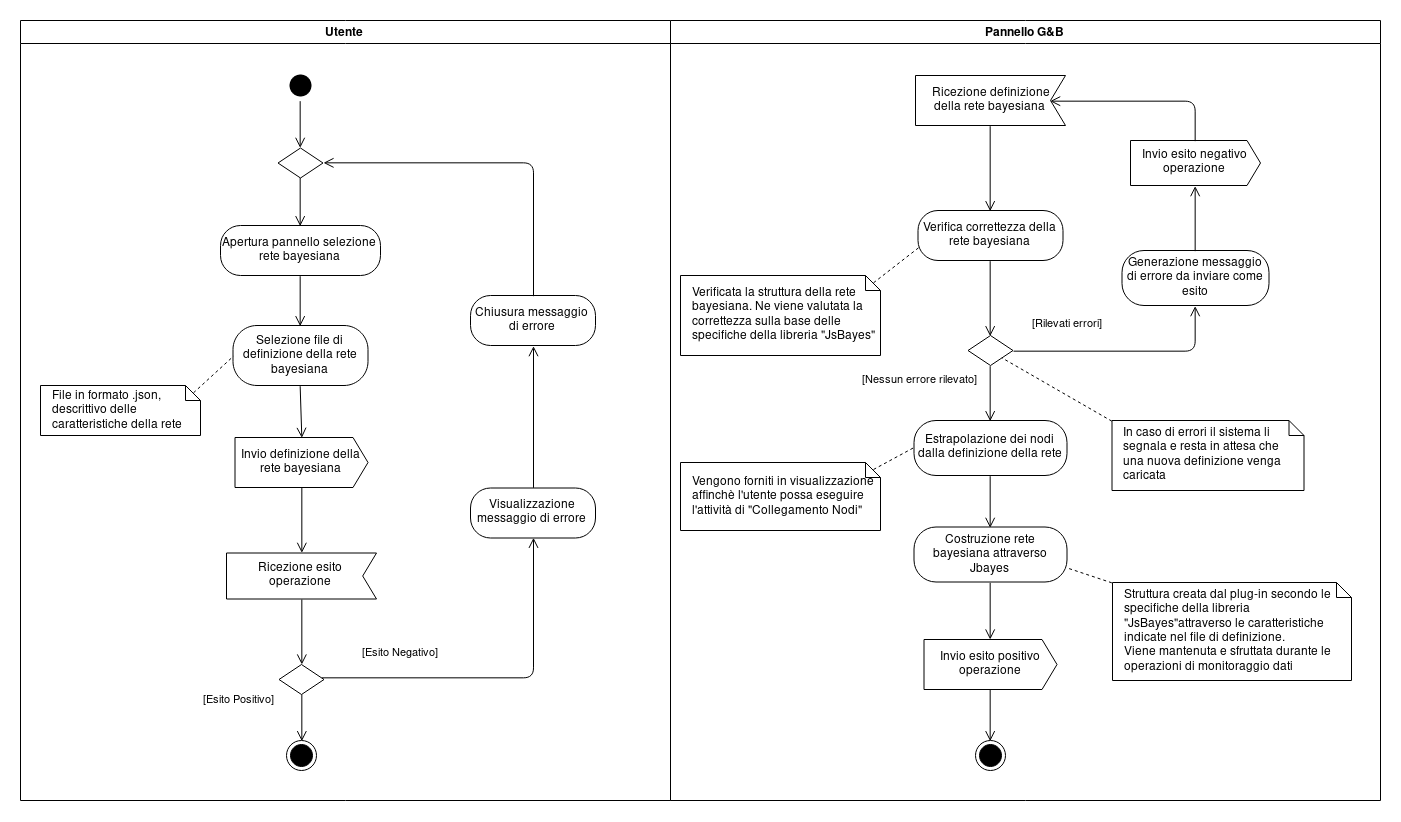 Utente
Apertura pannello selezione
rete bayesiana
Selezione file di
definizione della rete
bayesiana
File in formato .json,
descrittivo delle
caratteristiche della rete
Invio definizione della
rete bayesiana
Ricezione esito
operazione
[Esito Negativo]
[Esito Positivo]
Chiusura messaggio
di errore
Visualizzazione
messaggio di errore
Pannello G&B
Ricezione definizione
della rete bayesiana
Invio esito negativo
operazione
Verifica correttezza della
rete bayesiana
Generazione messaggio
di errore da inviare come
esito
Verificata la struttura della rete
bayesiana. Ne viene valutata la
correttezza sulla base delle
specifiche della libreria "JsBayes"
[Rilevati errori]
[Nessun errore rilevato]
Estrapolazione dei nodi
dalla definizione della rete
In caso di errori il sistema li
segnala e resta in attesa che
una nuova definizione venga
caricata
Vengono forniti in visualizzazione
affinchè l'utente possa eseguire
l'attività di "Collegamento Nodi"
Costruzione rete
bayesiana attraverso
Jbayes
Struttura creata dal plug-in secondo le
specifiche della libreria
"JsBayes"attraverso le caratteristiche
indicate nel file di definizione.
Viene mantenuta e sfruttata durante le
operazioni di monitoraggio dati
Invio esito positivo
operazione